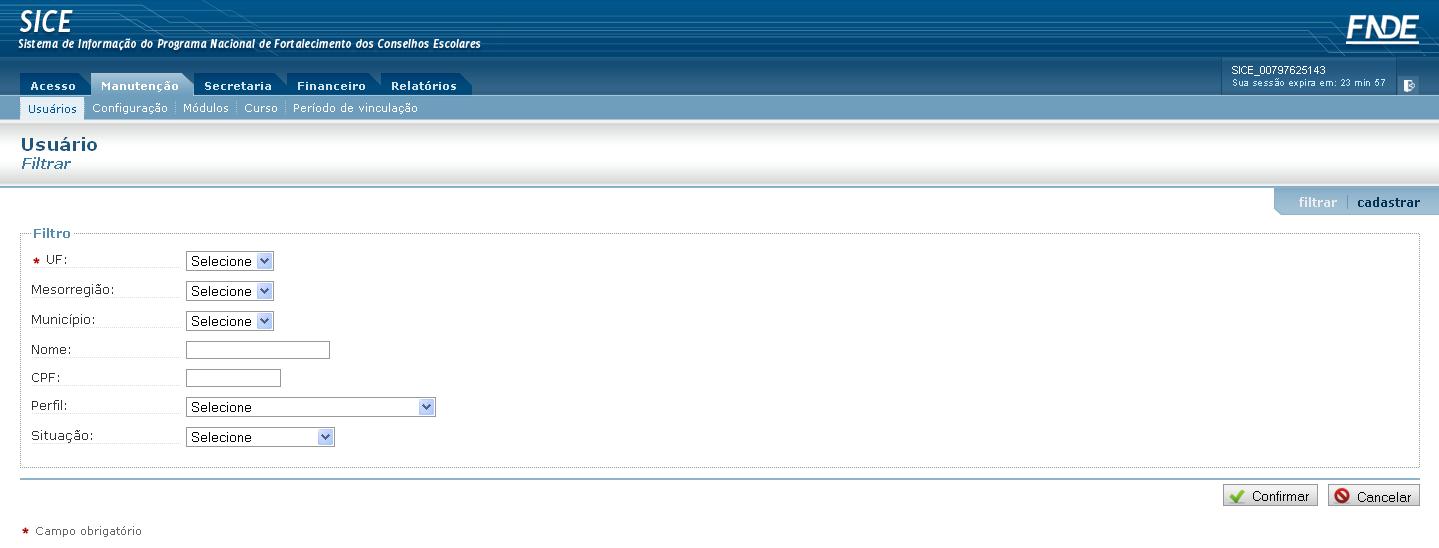 SICE
Sistema de Informação do Programa Nacional de Fortalecimento dos Conselhos Escolares
FNDE
Acesso Manutenção Secretaria Financeiro Relatórios
SICE_00797625143
Sua sessão expira em: 23 min 57
Usuários Configuração Módulos Curso Período de vinculação
Usuário
Filtrar
filtrar cadastrar
Filtro
* UF: Selecione
Mesorregião: Selecione
Município: Selecione
Nome:
CPF:
Perfil: Selecione
Situação: Selecione
Confirmar Cancelar
* Campo obrigatório